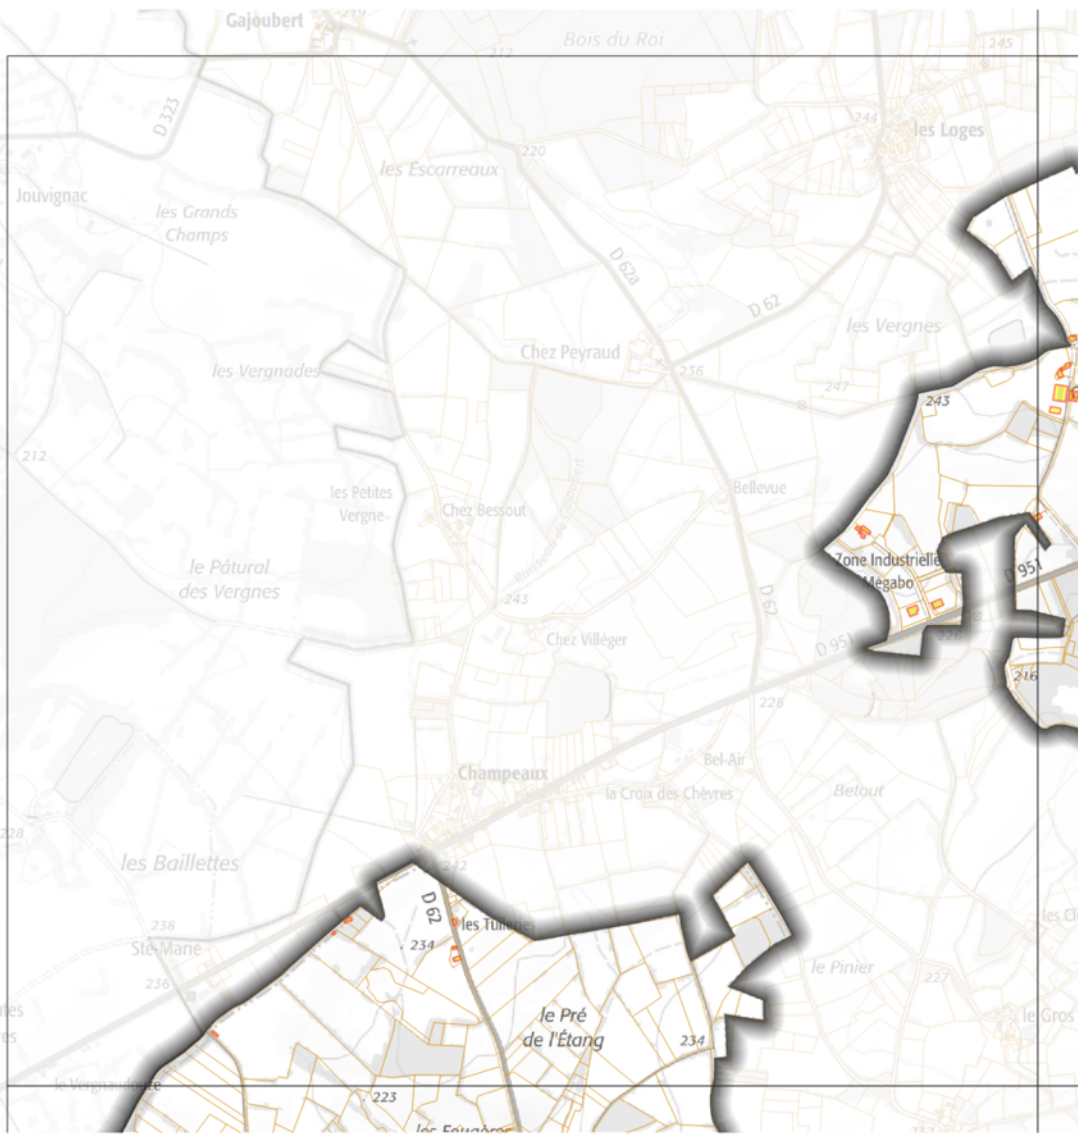 Gajoubert
219
Bois du Roi
212
245
D 323
244
les Loges
220
les Escarreaux
Jouvignac
les Grands
Champs
D 62a
D 62
les Vergnes
Chez Peyraud
236
les Vergnades
247
243
212
les Petites
Vergne
Bellevue
Chez Bessout
Zone Industrielle
Mégabo
D 951
le Pâtural
des Vergnes
243
D 62
Chez Villéger
D 951
226
216
228
Bel-Air
Champeaux
la Croix des Chèvres
Betout
228
les Baillettes
242
D 62
238
les Tuileries
Ste-Marie
234
le Pinier
227
236
le Pré
de l'Étang
le Gros
234
223
les Fougères